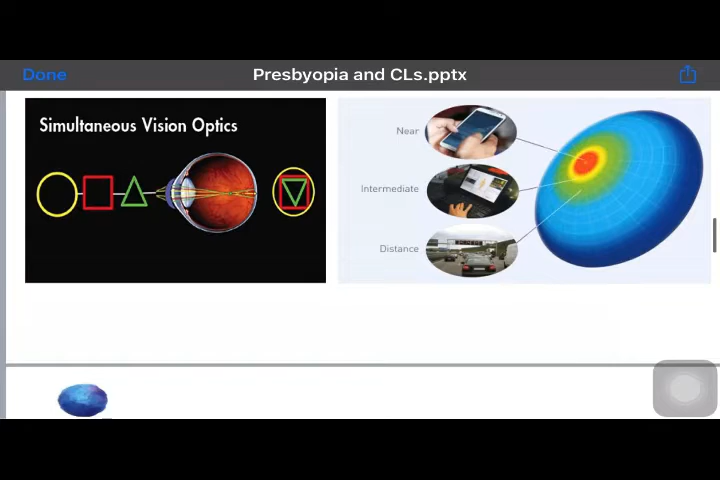 Done
Presbyopia and CLs.pptx
Simultaneous Vision Optics
Near
Intermediate
Distance